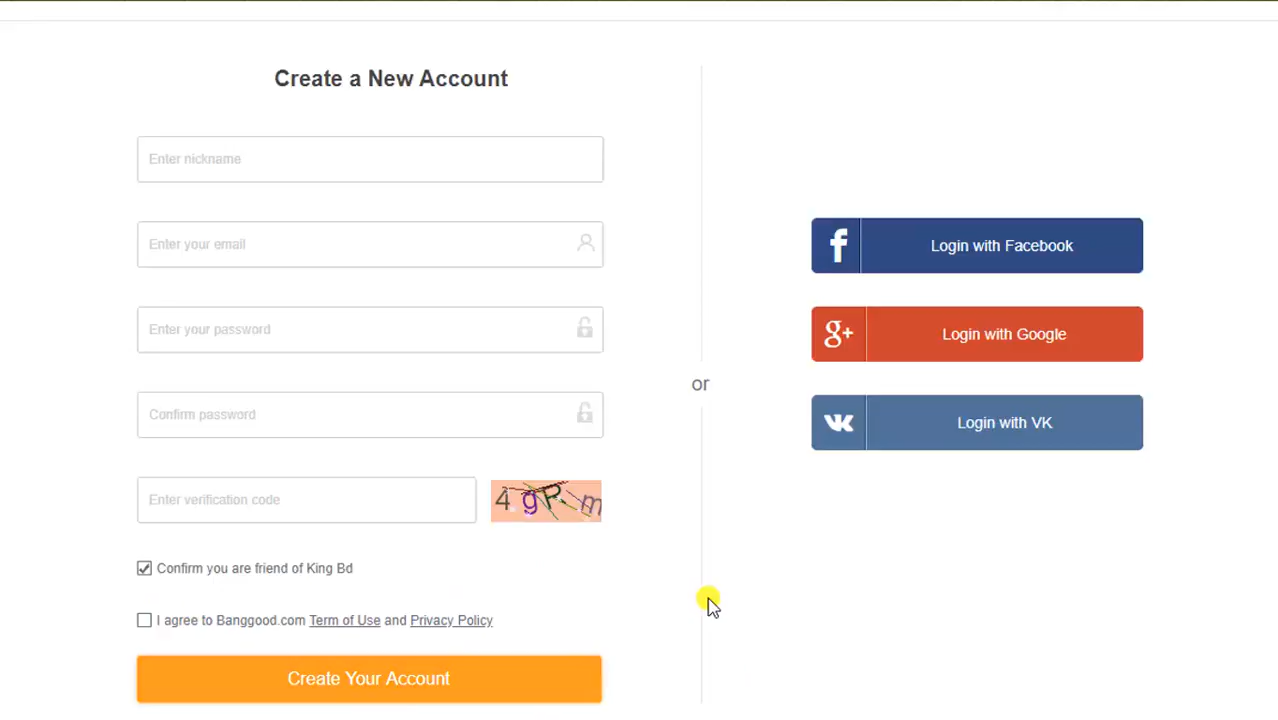 Create a New Account
Enter nickname
Enter your email
Enter your password
Confirm password
Enter verification code
4gRm
Confirm you are friend of King Bd
I agree to Banggood.com Term of Use and Privacy Policy
Create Your Account
or
f Login with Facebook
g+ Login with Google
VK Login with VK